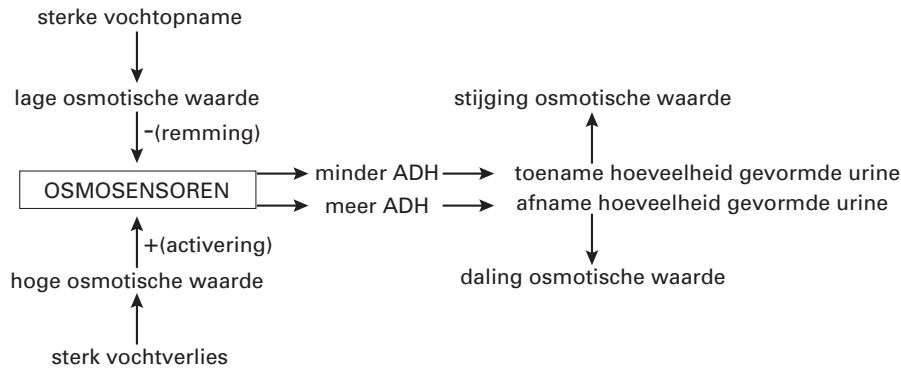 sterke vochtopname
lage osmotische waarde
-(remming)
OSMOSENSOREN
+(activering)
hoge osmotische waarde
sterk vochtverlies
minder ADH
meer ADH
stijging osmotische waarde
toename hoeveelheid gevormde urine
afname hoeveelheid gevormde urine
daling osmotische waarde